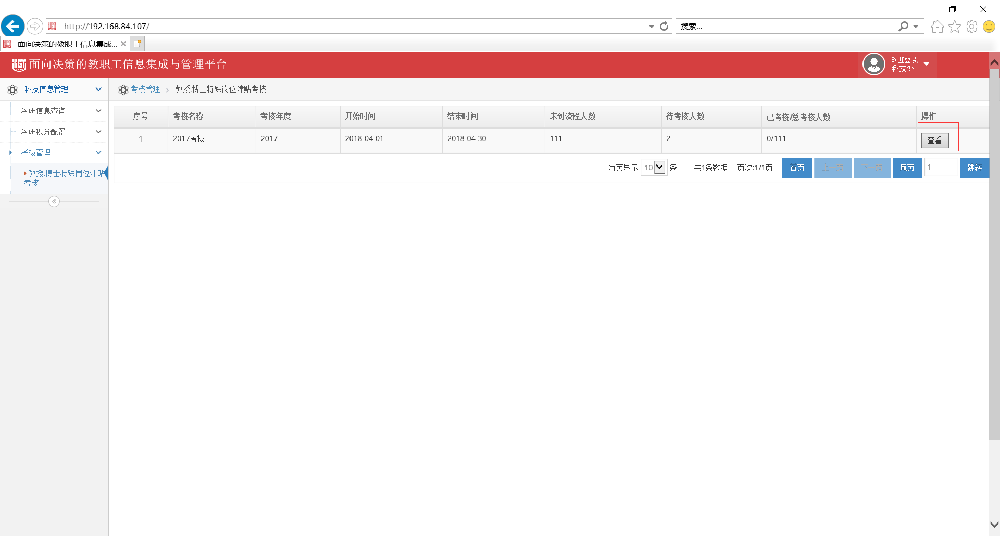 http://192.168.84.107/
搜索...
面向决策的教职工信息集成...
面向决策的教职工信息集成与管理平台
欢迎登录,
科技处
科技信息管理
科研信息查询
科研积分配置
考核管理
教授,博士特殊岗位津贴
考核
考核管理 教授,博士特殊岗位津贴考核
序号 考核名称 考核年度 开始时间 结束时间 未到流程人数 待考核人数 已考核/总考核人数 操作
1 2017考核 2017 2018-04-01 2018-04-30 111 2 0/111 查看
每页显示 10 条 共1条数据 页次:1/1页 首页 上一页 下一页 尾页 1 跳转